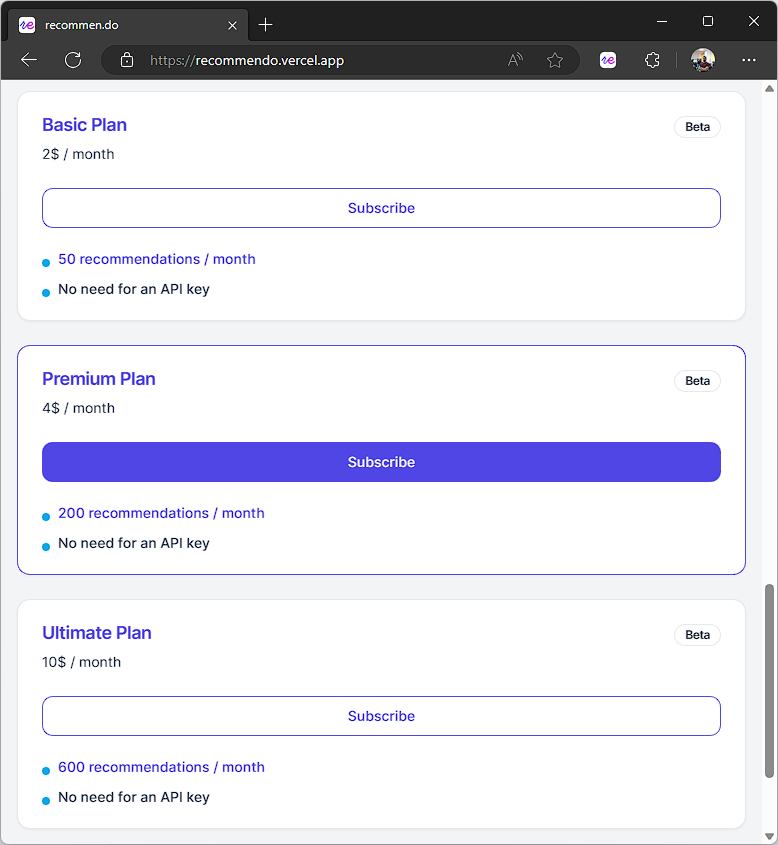 recommen.do
https://recommendo.vercel.app
Basic Plan
Beta
2$ / month
Subscribe
50 recommendations / month
No need for an API key
Premium Plan
Beta
4$ / month
Subscribe
200 recommendations / month
No need for an API key
Ultimate Plan
Beta
10$ / month
Subscribe
600 recommendations / month
No need for an API key